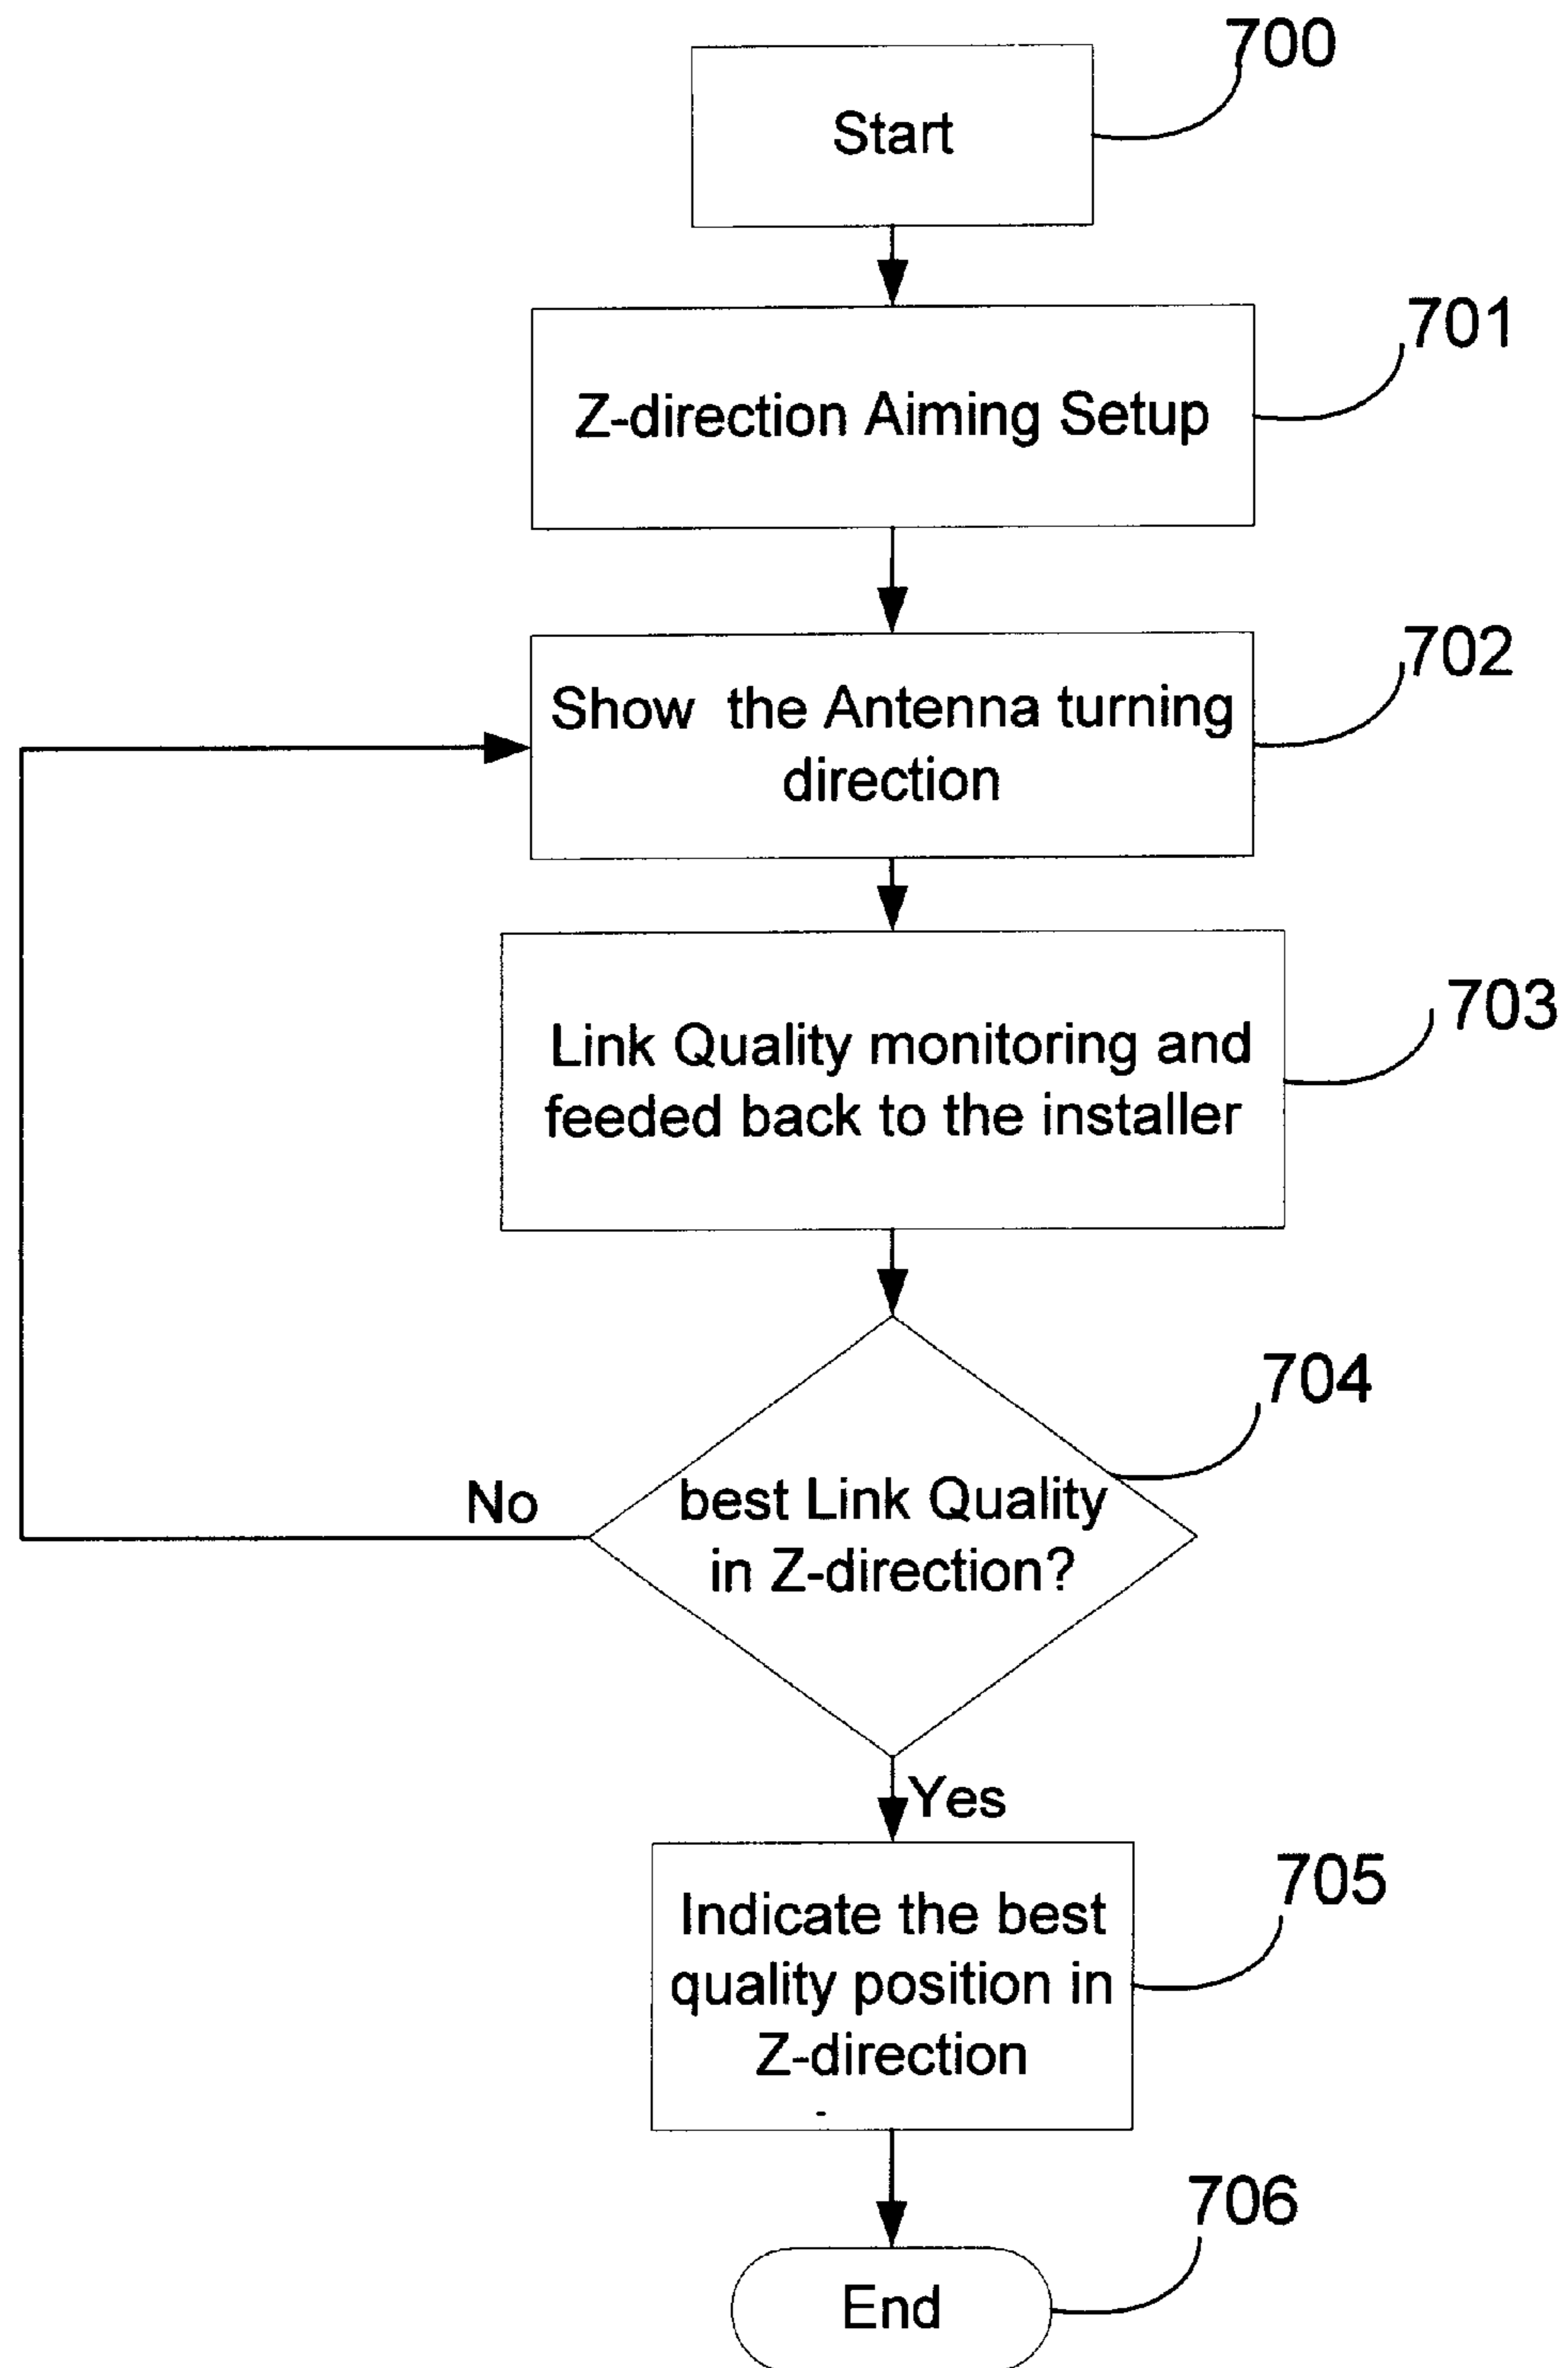 700
Start
701
Z-direction Aiming Setup
702
Show the Antenna turning
direction
703
Link Quality monitoring and
feeded back to the installer
704
best Link Quality
in Z-direction?
No
Yes
705
Indicate the best
quality position in
Z-direction
706
End